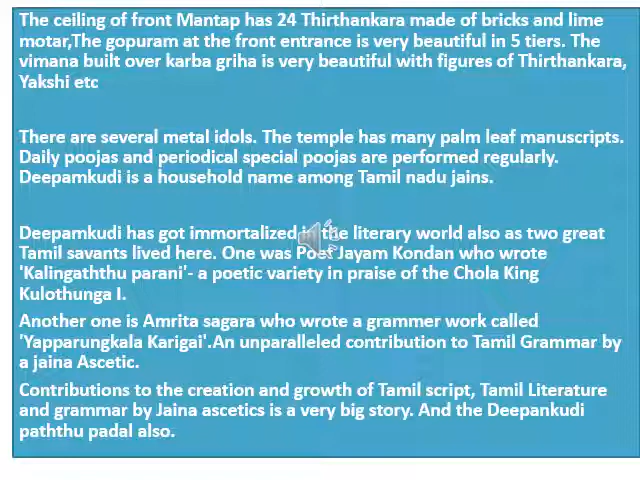 The ceiling of front Mantap has 24 Thirthankara made of bricks and lime
motar,The gopuram at the front entrance is very beautiful in 5 tiers. The
vimana built over karba griha is very beautiful with figures of Thirthankara,
Yakshi etc
There are several metal idols. The temple has many palm leaf manuscripts.
Daily poojas and periodical special poojas are performed regularly.
Deepamkudi is a household name among Tamil nadu jains.
Deepamkudi has got immortalized in the literary world also as two great
Tamil savants lived here. One was Poet Jayam Kondan who wrote
'Kalingaththu parani'- a poetic variety in praise of the Chola King
Kulothunga I.
Another one is Amrita sagara who wrote a grammer work called
'Yapparungkala Karigai'.An unparalleled contribution to Tamil Grammar by
a jaina Ascetic.
Contributions to the creation and growth of Tamil script, Tamil Literature
and grammar by Jaina ascetics is a very big story. And the Deepankudi
paththu padal also.